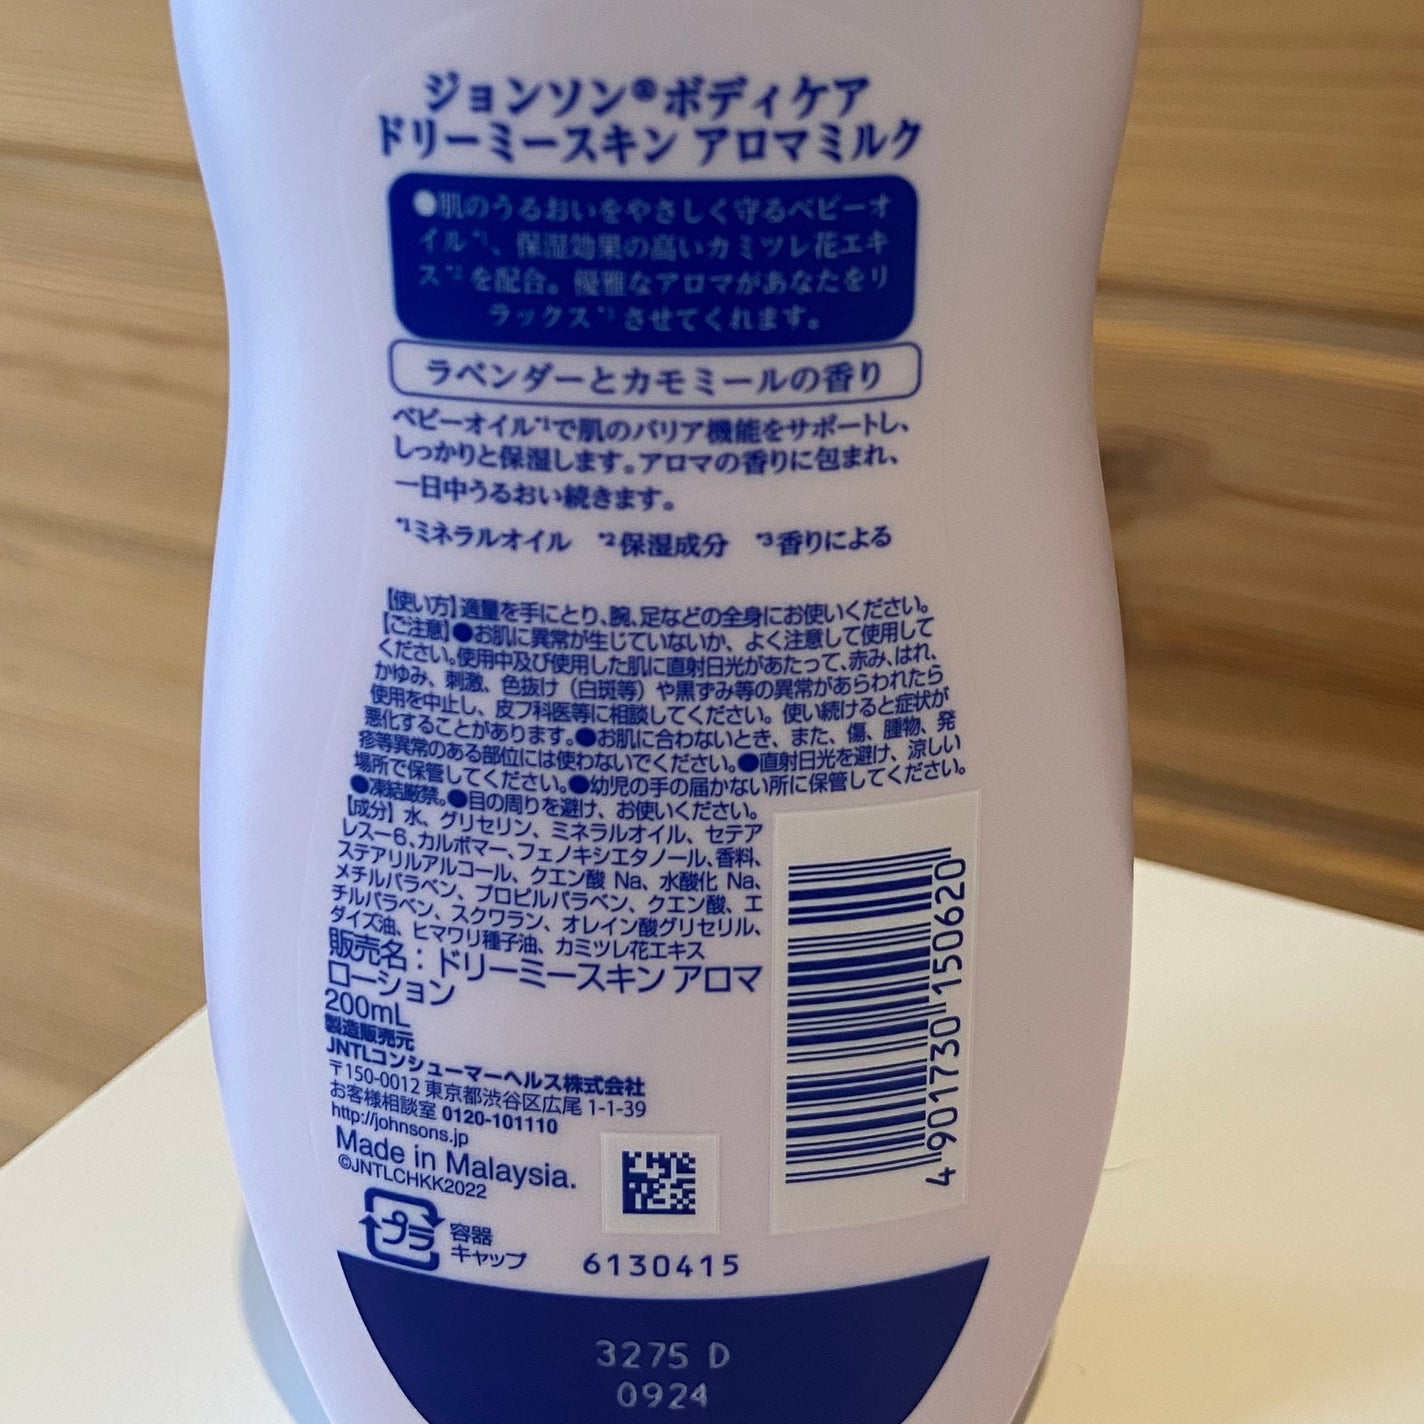 ジョンソン®ボディケア
ドリーミースキン アロマミルク
●肌のうるおいをやさしく守るベビーオ
イル*1、保湿効果の高いカミツレ花エキ
ス*2を配合。優雅なアロマがあなたをリ
ラックス*3させてくれます。
ラベンダーとカモミールの香り
ベビーオイル*1で肌のバリア機能をサポートし、
しっかりと保湿します。アロマの香りに包まれ、
一日中うるおい続きます。
*1ミネラルオイル *2保湿成分 *3香りによる
【使い方】適量を手にとり、腕、足などの全身にお使いください。
【ご注意】●お肌に異常が生じていないか、よく注意して使用して
ください。使用中及び使用した肌に直射日光があたって、赤み、はれ、
かゆみ、刺激、色抜け（白斑等）や黒ずみ等の異常があらわれたら
使用を中止し、皮フ科医等に相談してください。使い続けると症状が
悪化することがあります。●お肌に合わないとき、また、傷、腫物、発
疹等異常のある部位には使わないでください。●直射日光を避け、涼しい
場所で保管してください。●幼児の手の届かない所に保管してください。
●凍結厳禁。●目の周りを避け、お使いください。
【成分】水、グリセリン、ミネラルオイル、セテア
レスー6、カルボマー、フェノキシエタノール、香料、
ステアリルアルコール、クエン酸 Na、水酸化 Na、
メチルパラベン、プロピルパラベン、クエン酸、エ
チルパラベン、スクワラン、オレイン酸グリセリル、
ダイズ油、ヒマワリ種子油、カミツレ花エキス
販売名：ドリーミースキン アロマ
ローション
200mL
製造販売元
JNTLコンシューマーヘルス株式会社
〒150-0012 東京都渋谷区広尾 1-1-39
お客様相談室 0120-101110
http://johnsons.jp
Made in Malaysia.
©JNTLCHKK2022
プラ
容器
キャップ
6130415
4 901730 150620
3275 D
0924